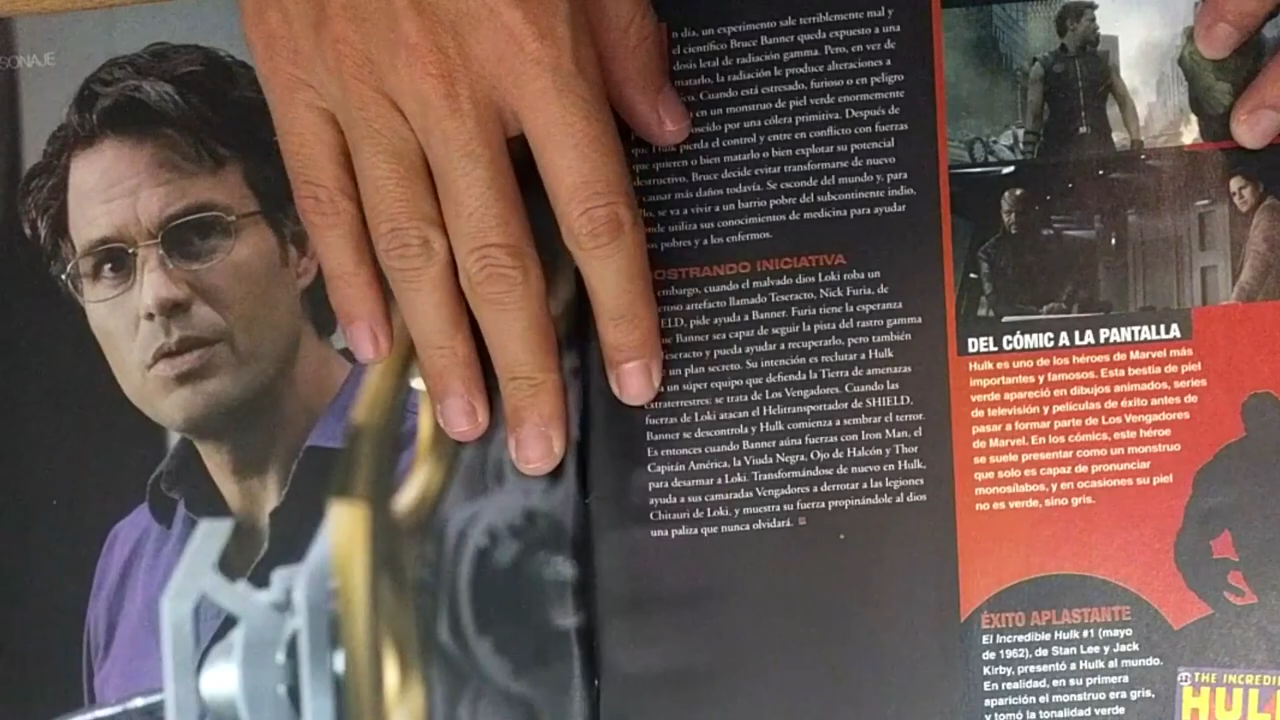 SONAJE
n día, un experimento sale terriblemente mal y
el científico Bruce Banner queda expuesto a una
dosis letal de radiación gamma. Pero, en vez de
matarlo, la radiación le produce alteraciones a
ico. Cuando está estresado, furioso o en peligro
en un monstruo de piel verde enormemente
oseído por una cólera primitiva. Después de
que Hulk pierda el control y entre en conflicto con fuerzas
que quieren o bien matarlo o bien explotar su potencial
destructivo, Bruce decide evitar transformarse de nuevo
causar más daños todavía. Se esconde del mundo y, para
llo, se va a vivir a un barrio pobre del subcontinente indio,
onde utiliza sus conocimientos de medicina para ayudar
os pobres y a los enfermos.
OSTRANDO INICIATIVA
embargo, cuando el malvado dios Loki roba un
eroso artefacto llamado Teseracto, Nick Furia, de
IELD, pide ayuda a Banner. Furia tiene la esperanza
ue Banner sea capaz de seguir la pista del rastro gamma
Teseracto y pueda ayudar a recuperarlo, pero también
e un plan secreto. Su intención es reclutar a Hulk
a un súper equipo que defienda la Tierra de amenazas
extraterrestres: se trata de Los Vengadores. Cuando las
fuerzas de Loki atacan el Helitransportador de SHIELD,
Banner se descontrola y Hulk comienza a sembrar el terror.
Es entonces cuando Banner aúna fuerzas con Iron Man, el
Capitán América, la Viuda Negra, Ojo de Halcón y Thor
para desarmar a Loki. Transformándose de nuevo en Hulk,
ayuda a sus camaradas Vengadores a derrotar a las legiones
Chitauri de Loki, y muestra su fuerza propinándole al dios
una paliza que nunca olvidará.
DEL CÓMIC A LA PANTALLA
Hulk es uno de los héroes de Marvel más
importantes y famosos. Esta bestia de piel
verde apareció en dibujos animados, series
de televisión y películas de éxito antes de
pasar a formar parte de Los Vengadores
de Marvel. En los cómics, este héroe
se suele presentar como un monstruo
que solo es capaz de pronunciar
monosílabos, y en ocasiones su piel
no es verde, sino gris.
ÉXITO APLASTANTE
El Incredible Hulk #1 (mayo
de 1962), de Stan Lee y Jack
Kirby, presentó a Hulk al mundo.
En realidad, en su primera
aparición el monstruo era gris,
y tomó la tonalidad verde
THE INCREDI
HUL